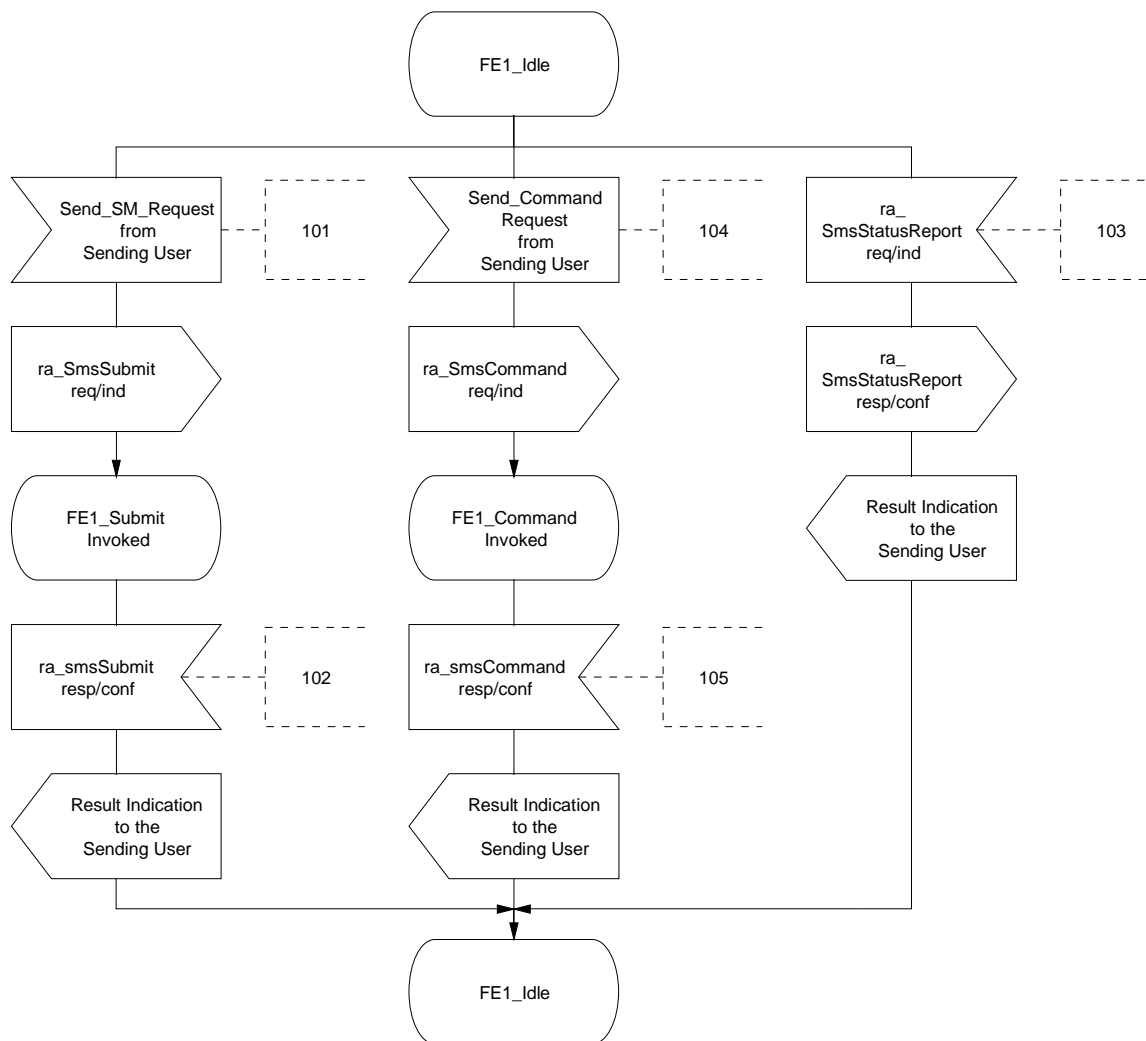 FE1_Idle
Send_SM_Request
from
Sending User
101
Send_Command
Request
from
Sending User
104
ra_
SmsStatusReport
req/ind
103
ra_SmsSubmit
req/ind
ra_SmsCommand
req/ind
ra_
SmsStatusReport
resp/conf
FE1_Submit
Invoked
FE1_Command
Invoked
Result Indication
to the
Sending User
ra_smsSubmit
resp/conf
102
ra_smsCommand
resp/conf
105
Result Indication
to the
Sending User
Result Indication
to the
Sending User
FE1_Idle